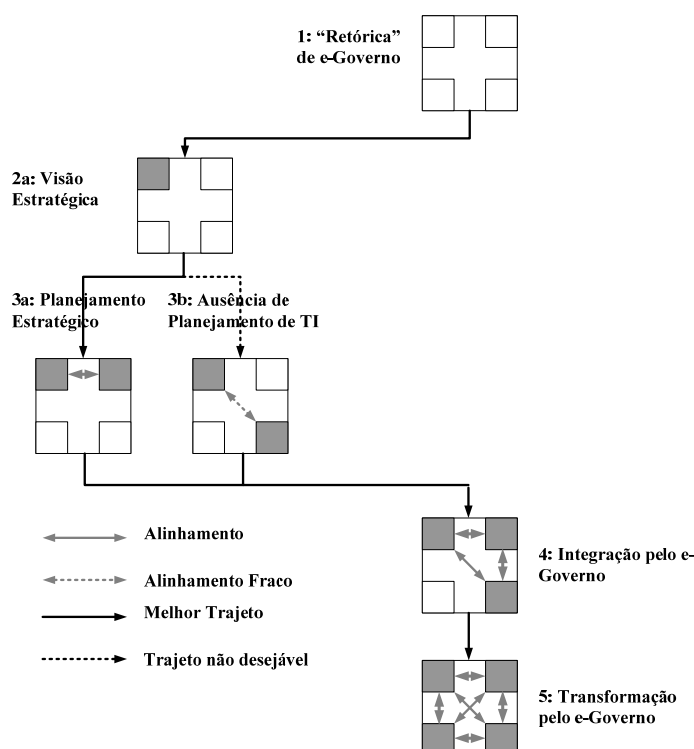 1: “Retórica”
de e-Governo
2a: Visão
Estratégica
3a: Planejamento
Estratégico
3b: Ausência de
Planejamento de TI
Alinhamento
Alinhamento Fraco
Melhor Trajeto
Trajeto não desejável
4: Integração pelo e-
Governo
5: Transformação
pelo e-Governo